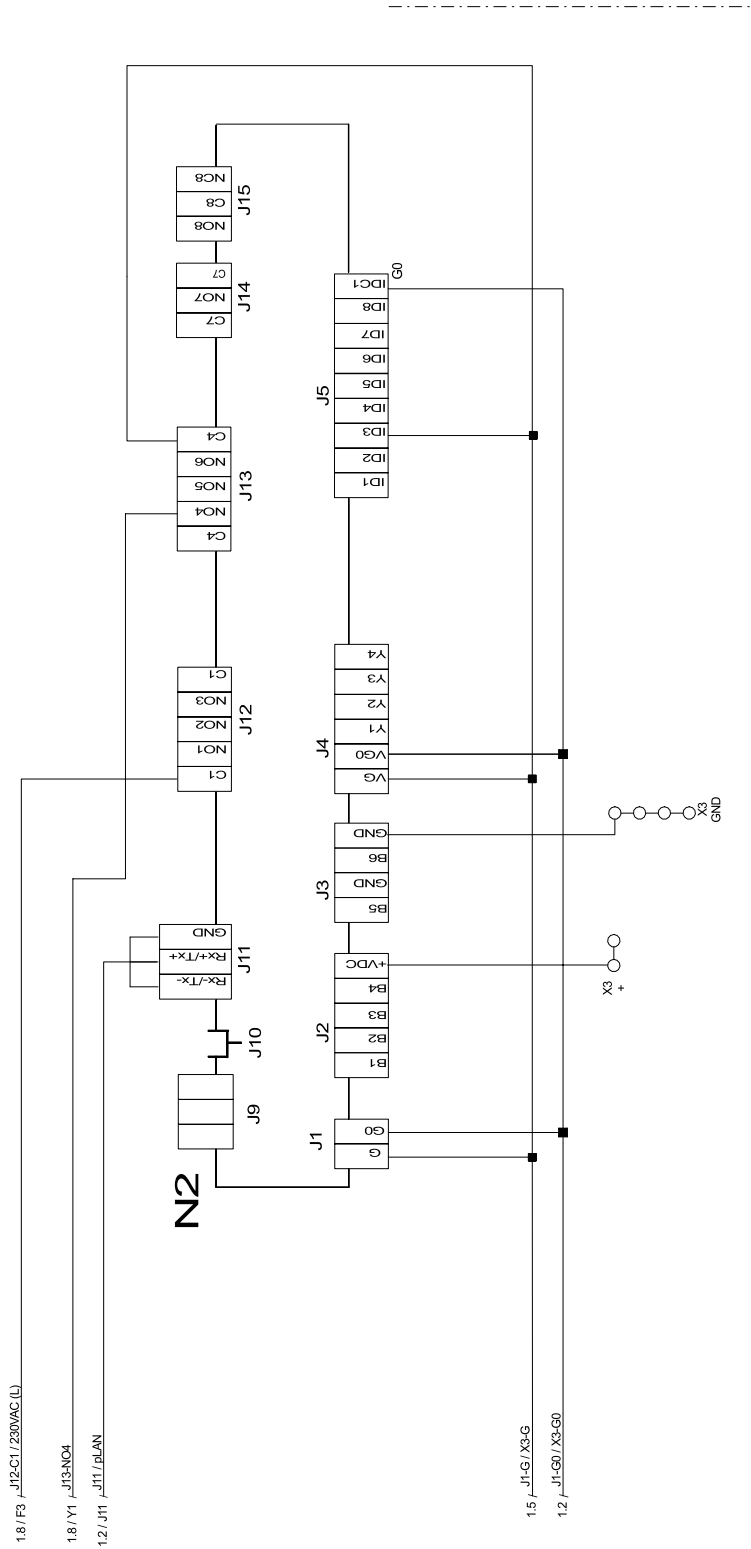 NC8
C8
NO8
J15
C7
NO7
C7
J14
C4
NO6
NO5
NO4
C4
J13
C1
NO3
NO2
NO1
C1
J12
GND
Rx+/Tx+
Rx-/Tx-
J11
J10
J9
N2
G0
IDC1
ID8
ID7
ID6
ID5
ID4
ID3
ID2
ID1
J5
Y4
Y3
Y2
Y1
VG0
VG
J4
GND
B6
GND
B5
J3
+VDC
B4
B3
B2
B1
J2
G0
G
J1
X3
GND
X3
+
1.8 / F3 / J12-C1 / 230VAC (L)
1.8 / Y1 / J13-NO4
1.2 / J11 / J11 / pLAN
1.5 / J1-G / X3-G
1.2 / J1-G0 / X3-G0